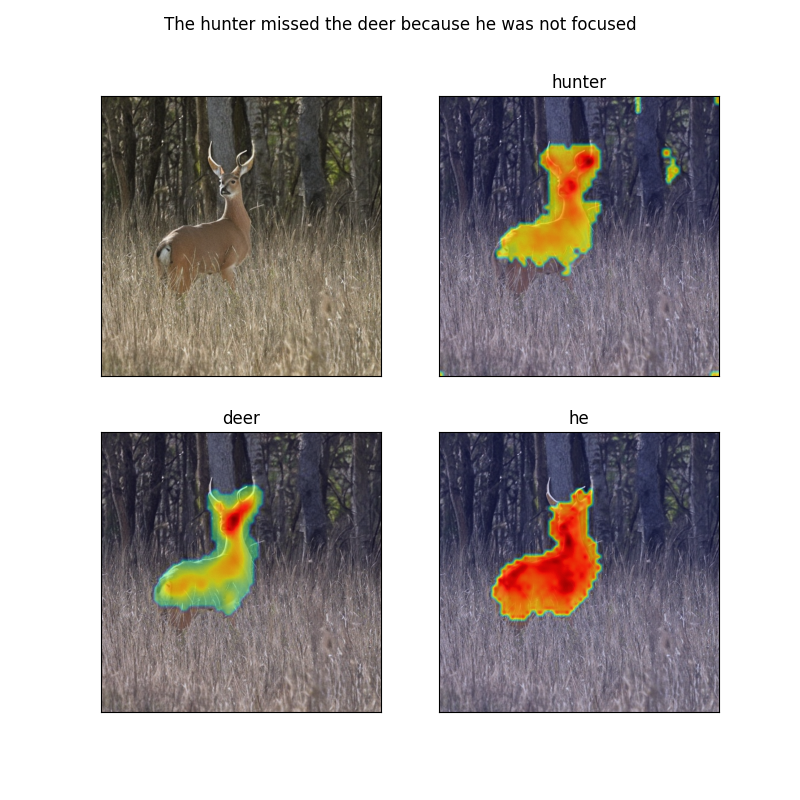 The hunter missed the deer because he was not focused
hunter
deer
he